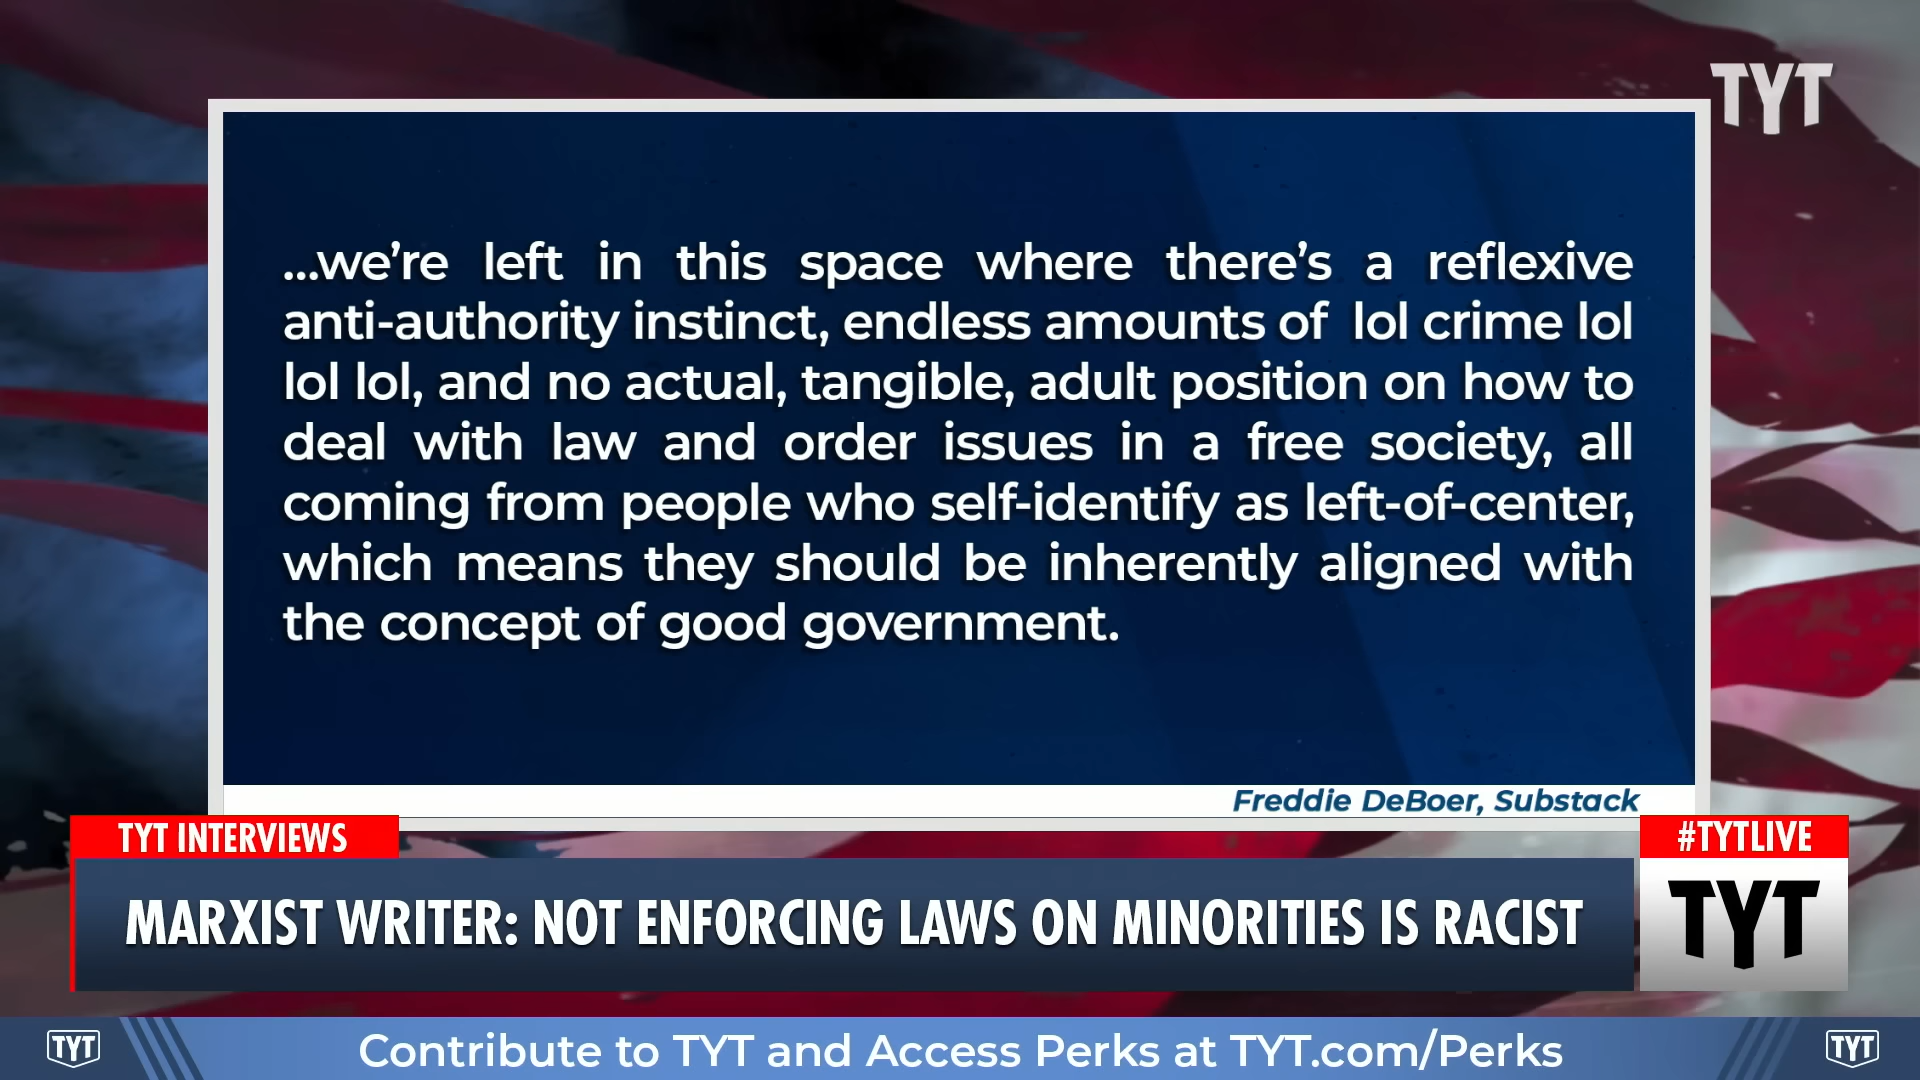 TYT
...we're left in this space where there's a reflexive
anti-authority instinct, endless amounts of lol crime lol
lol lol, and no actual, tangible, adult position on how to
deal with law and order issues in a free society, all
coming from people who self-identify as left-of-center,
which means they should be inherently aligned with
the concept of good government.
Freddie DeBoer, Substack
TYT INTERVIEWS
#TYTLIVE
MARXIST WRITER: NOT ENFORCING LAWS ON MINORITIES IS RACIST
TYT
TYT
Contribute to TYT and Access Perks at TYT.com/Perks
TYT